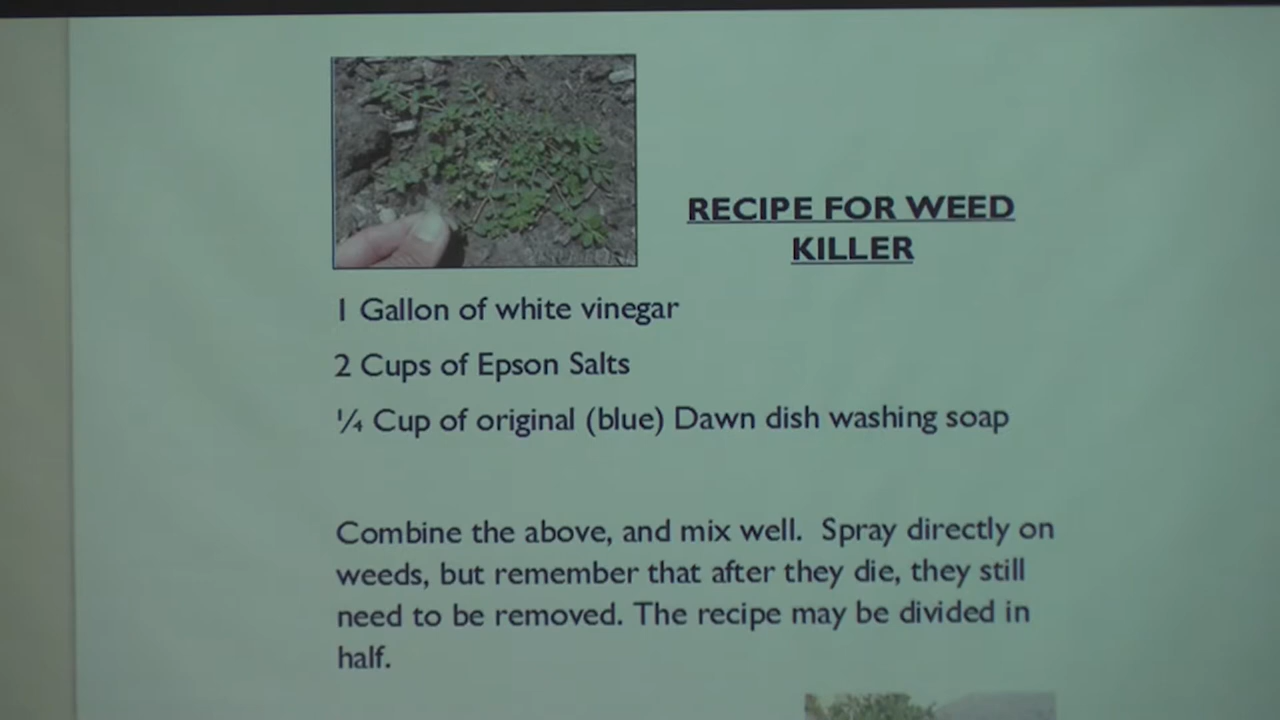 RECIPE FOR WEED
KILLER
1 Gallon of white vinegar
2 Cups of Epson Salts
¼ Cup of original (blue) Dawn dish washing soap
Combine the above, and mix well.  Spray directly on
weeds, but remember that after they die, they still
need to be removed. The recipe may be divided in
half.